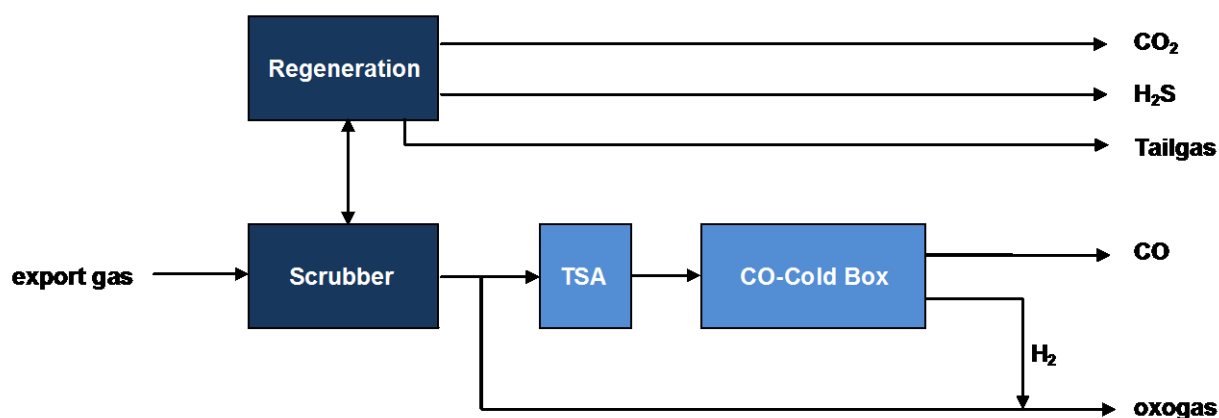 CO₂
Regeneration
H₂S
Tailgas
export gas
Scrubber
TSA
CO-Cold Box
CO
H₂
oxogas